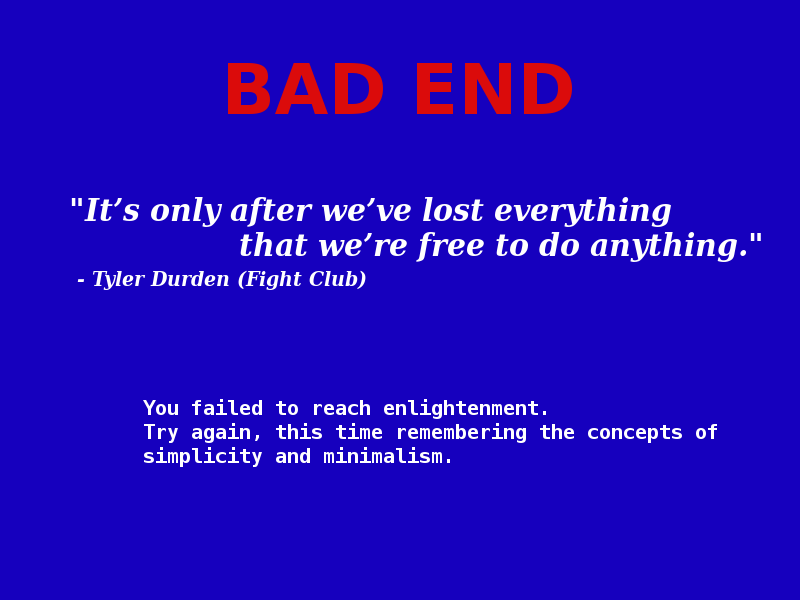 BAD END
"It’s only after we’ve lost everything
that we’re free to do anything."
- Tyler Durden (Fight Club)
You failed to reach enlightenment.
Try again, this time remembering the concepts of
simplicity and minimalism.